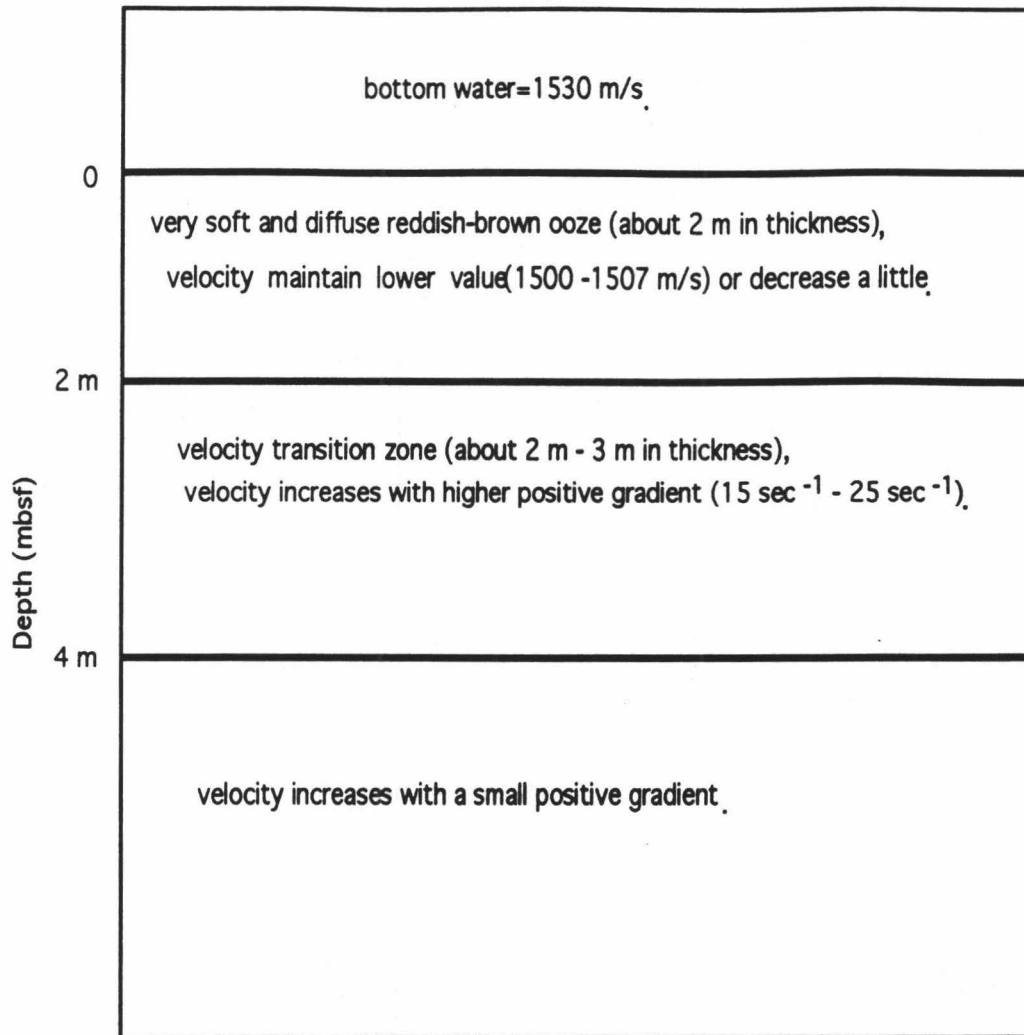 bottom water=1530 m/s.
0
very soft and diffuse reddish-brown ooze (about 2 m in thickness),
velocity maintain lower value(1500 -1507 m/s) or decrease a little.
2 m
velocity transition zone (about 2 m - 3 m in thickness),
velocity increases with higher positive gradient (15 sec -1 - 25 sec -1).
Depth (mbsf)
4 m
velocity increases with a small positive gradient.